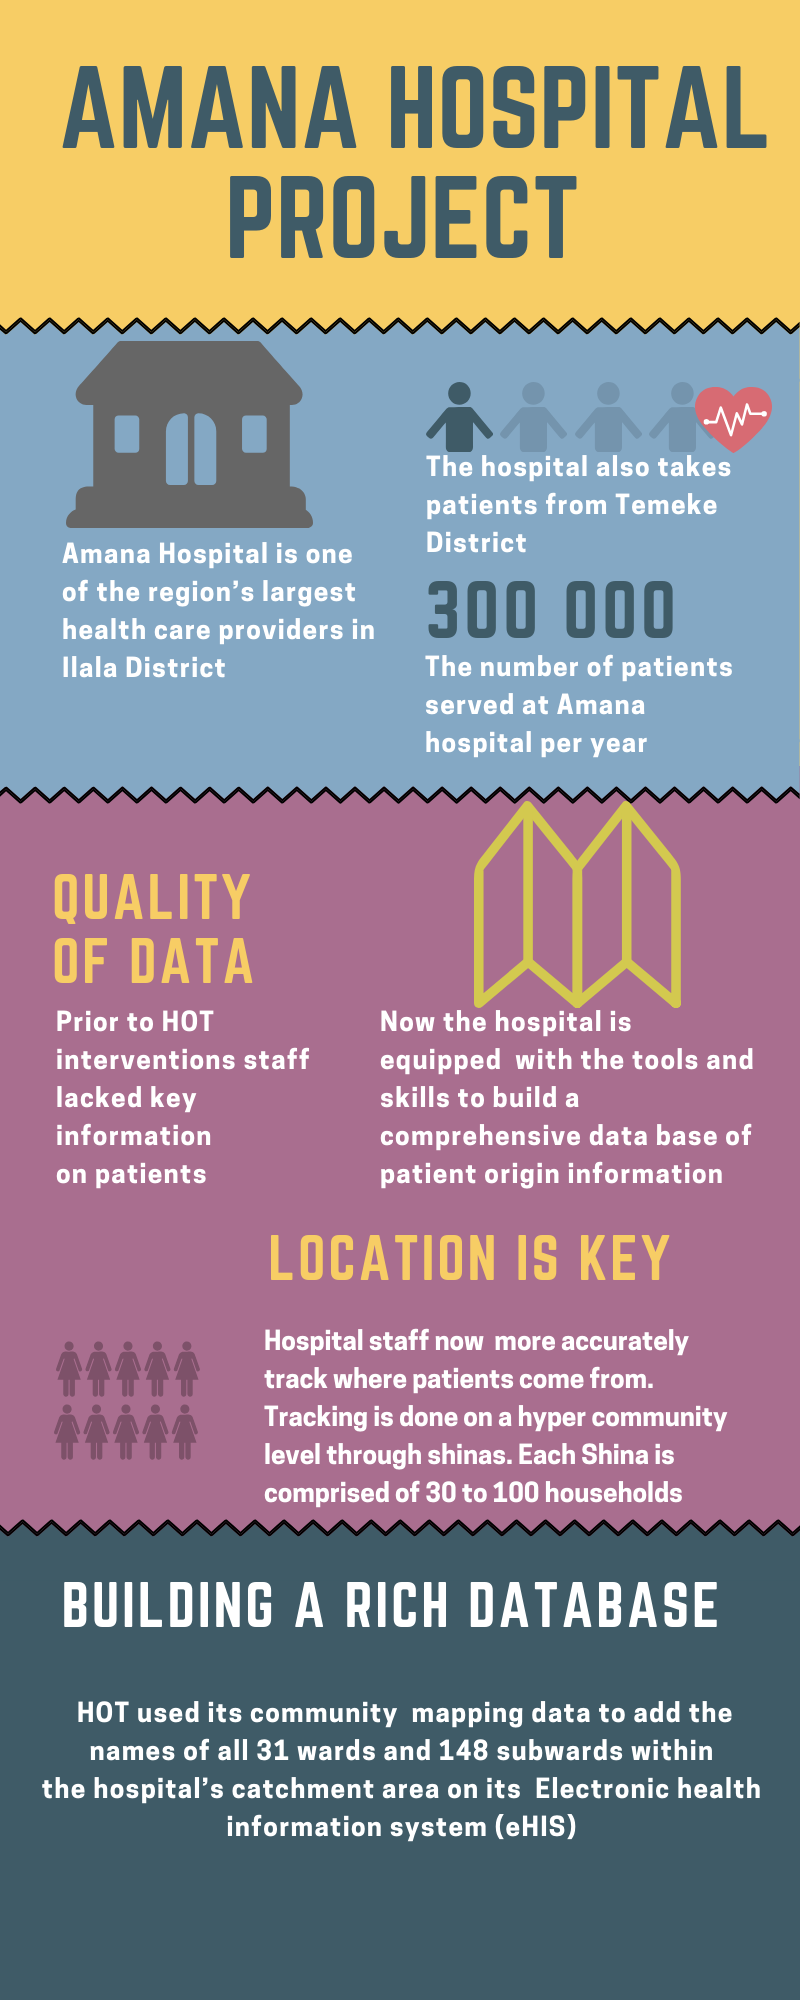 AMANA HOSPITAL
PROJECT
Amana Hospital is one
of the region's largest
health care providers in
Ilala District
The hospital also takes
patients from Temeke
District
300 000
The number of patients
served at Amana
hospital per year
QUALITY
OF DATA
Prior to HOT
interventions staff
lacked key
information
on patients
Now the hospital is
equipped with the tools and
skills to build a
comprehensive data base of
patient origin information
LOCATION IS KEY
Hospital staff now more accurately
track where patients come from.
Tracking is done on a hyper community
level through shinas. Each Shina is
comprised of 30 to 100 households
BUILDING A RICH DATABASE
HOT used its community mapping data to add the
names of all 31 wards and 148 subwards within
the hospital's catchment area on its Electronic health
information system (eHIS)